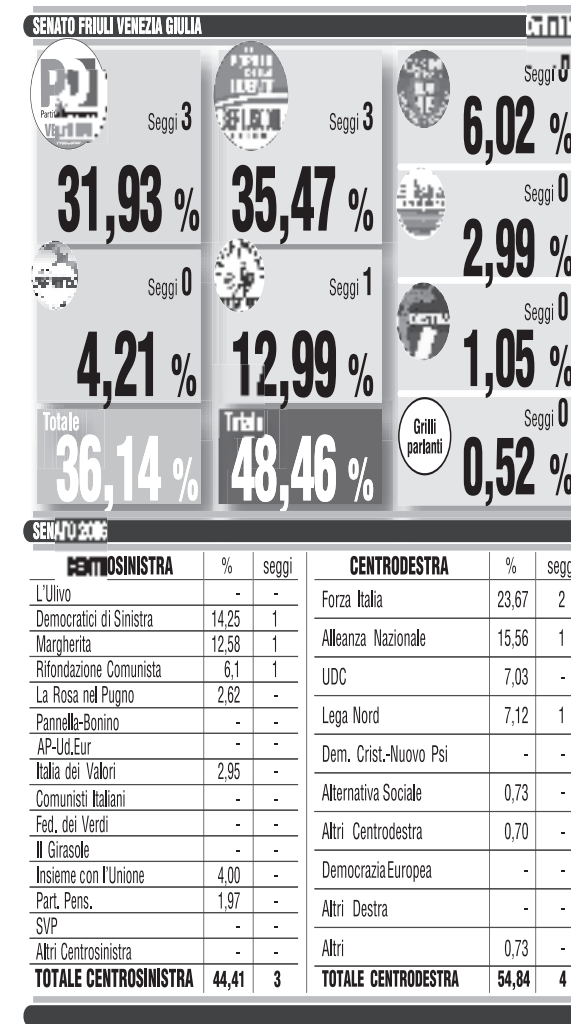 SENATO FRIULI VENEZIA GIULIA
Seggi 3
31,93 %
Seggi 3
35,47 %
Seggi 0
6,02 %
Seggi 0
2,99 %
Seggi 0
4,21 %
Seggi 1
12,99 %
Seggi 0
1,05 %
Totale
36,14 %
Totale
48,46 %
Grilli
parlanti
Seggi 0
0,52 %
SENATO 2006
CENTROSINISTRA % seggi
L'Ulivo - -
Democratici di Sinistra 14,25 1
Margherita 12,58 1
Rifondazione Comunista 6,1 1
La Rosa nel Pugno 2,62 -
Pannella-Bonino - -
AP-Ud.Eur - -
Italia dei Valori 2,95 -
Comunisti Italiani - -
Fed. dei Verdi - -
Il Girasole - -
Insieme con l'Unione 4,00 -
Part. Pens. 1,97 -
SVP - -
Altri Centrosinistra - -
TOTALE CENTROSINISTRA 44,41 3
CENTRODESTRA % segg
Forza Italia 23,67 2
Alleanza Nazionale 15,56 1
UDC 7,03 -
Lega Nord 7,12 1
Dem. Crist.-Nuovo Psi - -
Alternativa Sociale 0,73 -
Altri Centrodestra 0,70 -
Democrazia Europea - -
Altri Destra - -
Altri 0,73 -
TOTALE CENTRODESTRA 54,84 4